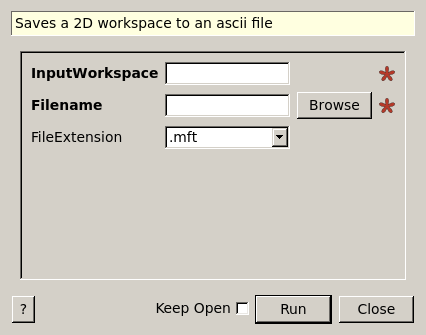 Saves a 2D workspace to an ascii file
InputWorkspace
Filename Browse
FileExtension .mft
? Keep Open Run Close